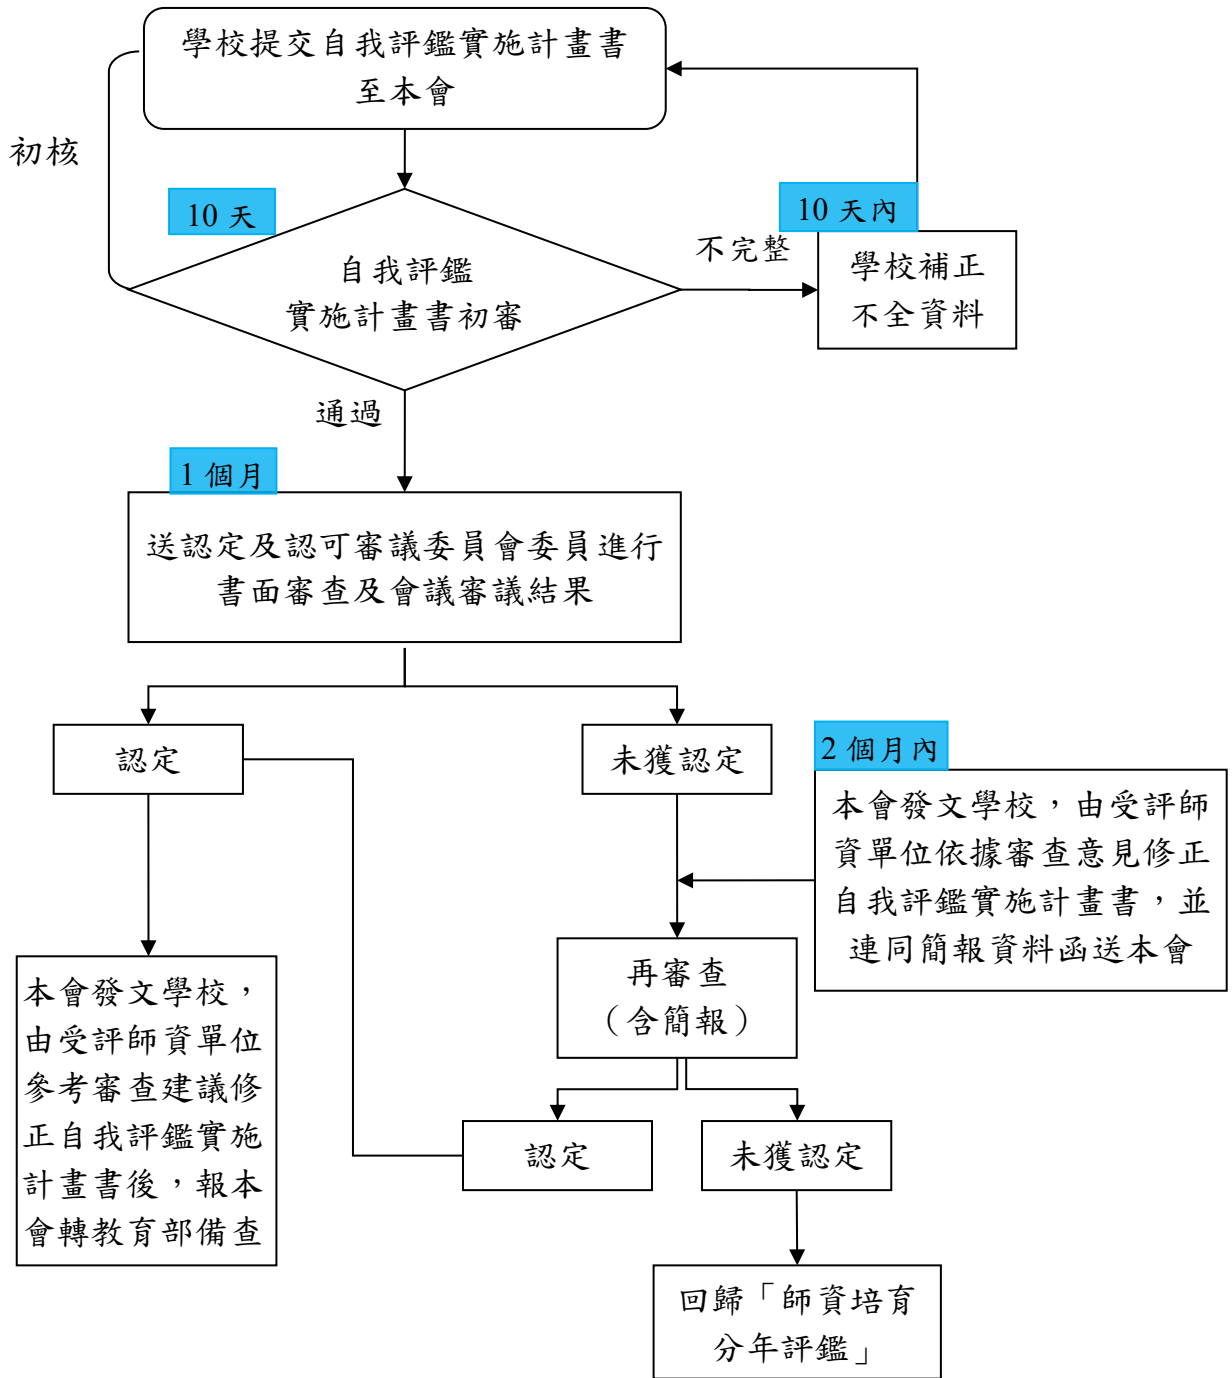 學校提交自我評鑑實施計畫書
至本會
初核
10 天
10 天內
不完整
學校補正
不全資料
自我評鑑
實施計畫書初審
通過
1 個月
送認定及認可審議委員會委員進行
書面審查及會議審議結果
認定
未獲認定
2 個月內
本會發文學校，由受評師
資單位依據審查意見修正
自我評鑑實施計畫書，並
連同簡報資料函送本會
再審查
（含簡報）
本會發文學校，
由受評師資單位
參考審查建議修
正自我評鑑實施
計畫書後，報本
會轉教育部備查
認定
未獲認定
回歸「師資培育
分年評鑑」